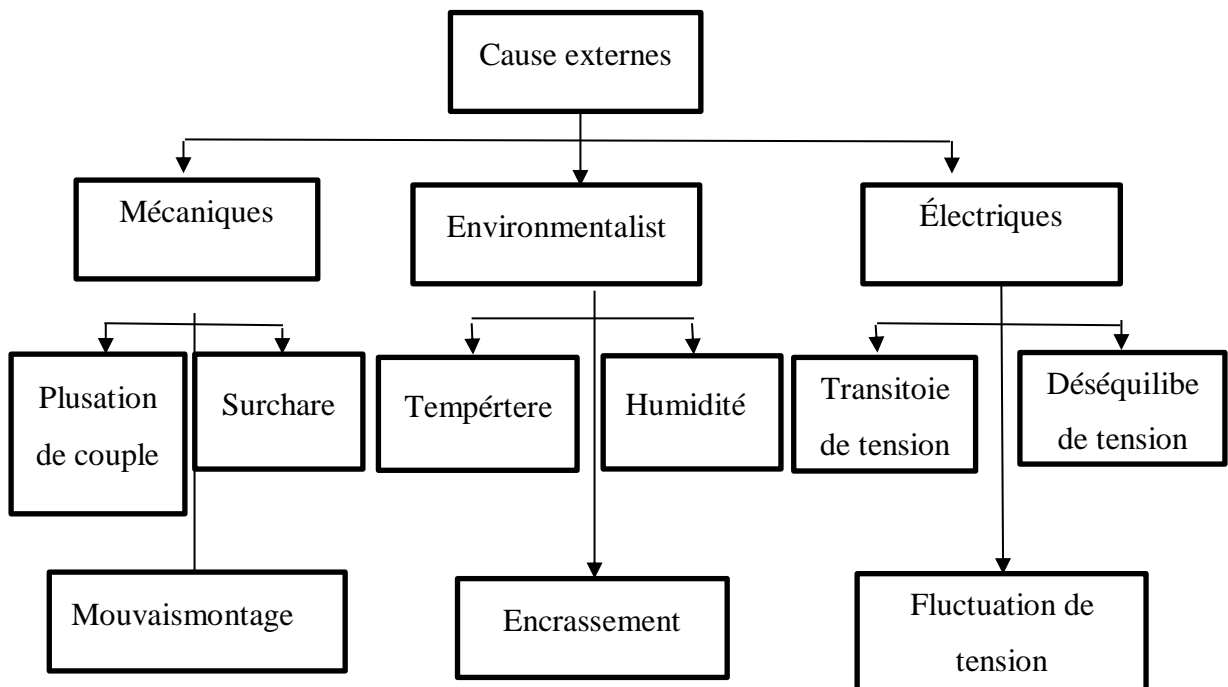 Cause externes
Mécaniques
Environmentalist
Électriques
Plusation
de couple
Surchare
Tempértere
Humidité
Transitoie
de tension
Déséquilibe
de tension
Mouvaismontage
Encrassement
Fluctuation de
tension